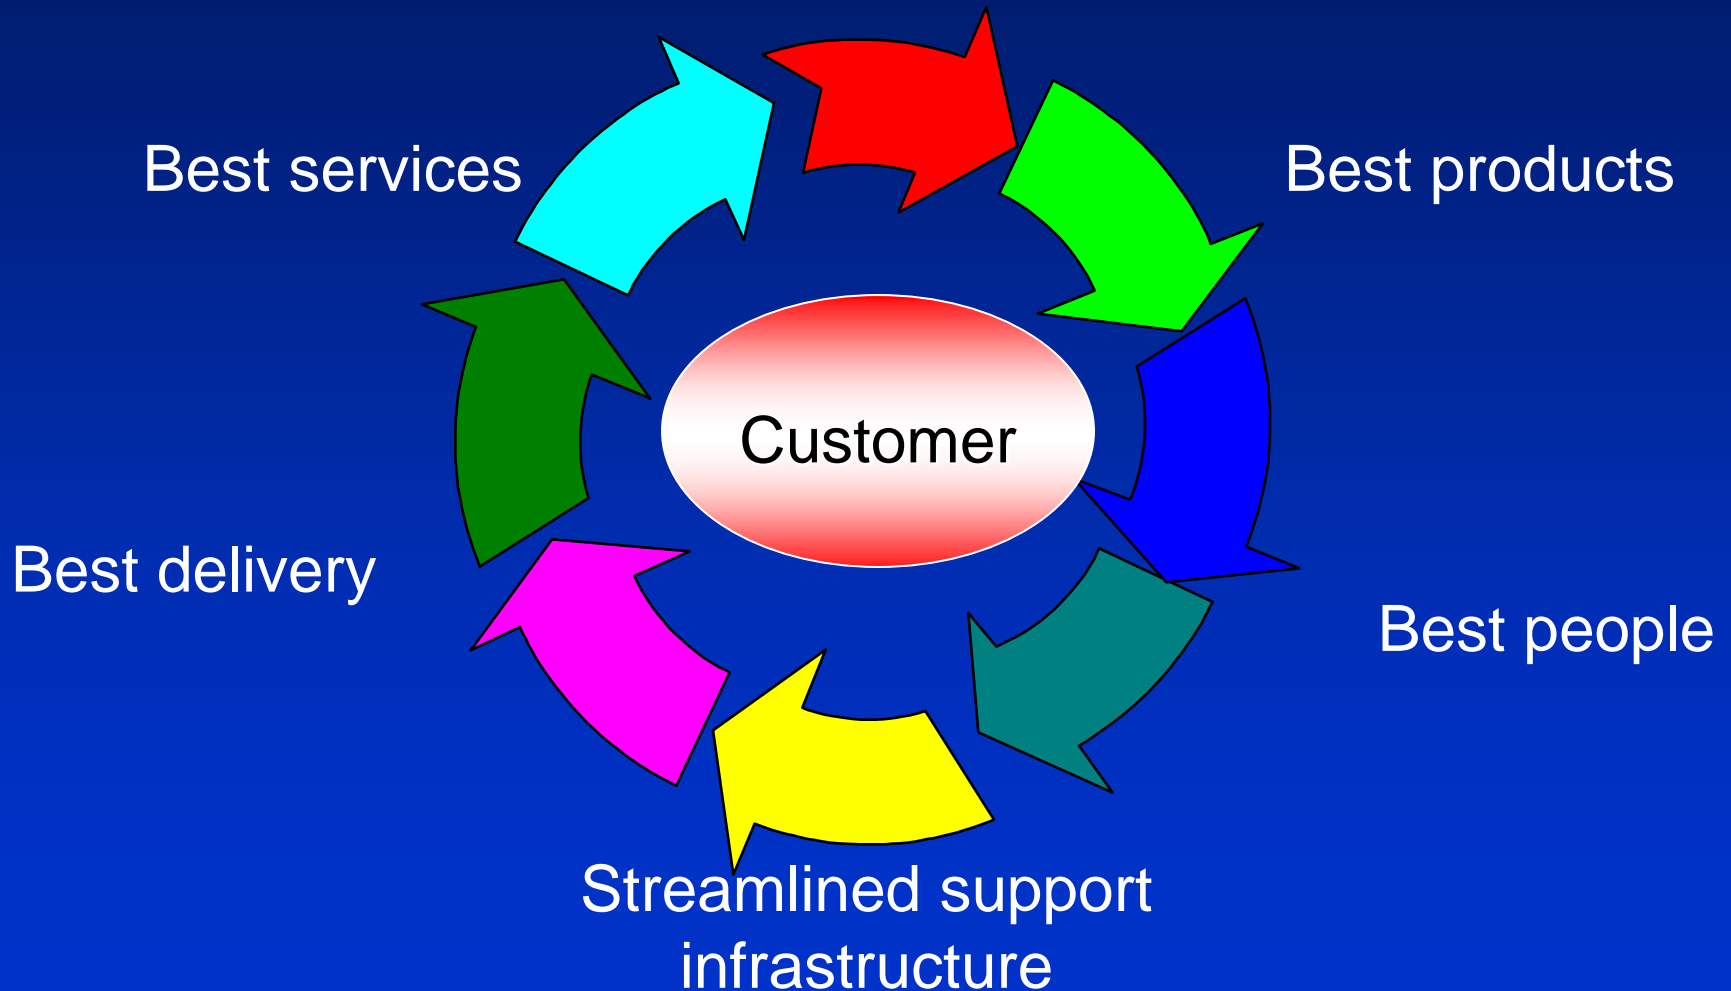 Best services
Best products
Customer
Best delivery
Best people
Streamlined support
infrastructure